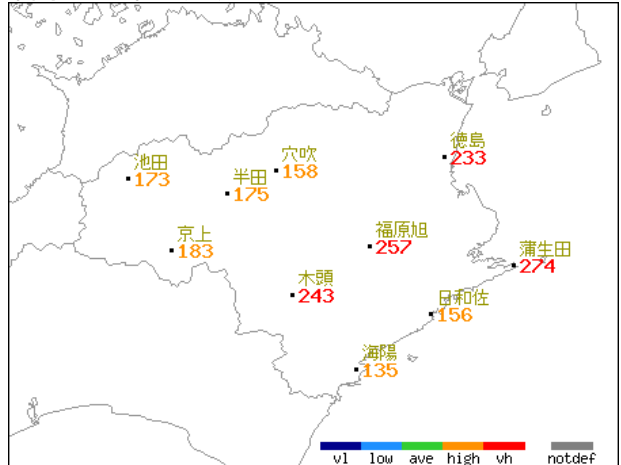 徳島
233
穴吹
158
池田
173
半田
175
福原旭
257
京上
183
蒲生田
274
木頭
243
日和佐
156
海陽
135
vl low ave high vh notdef